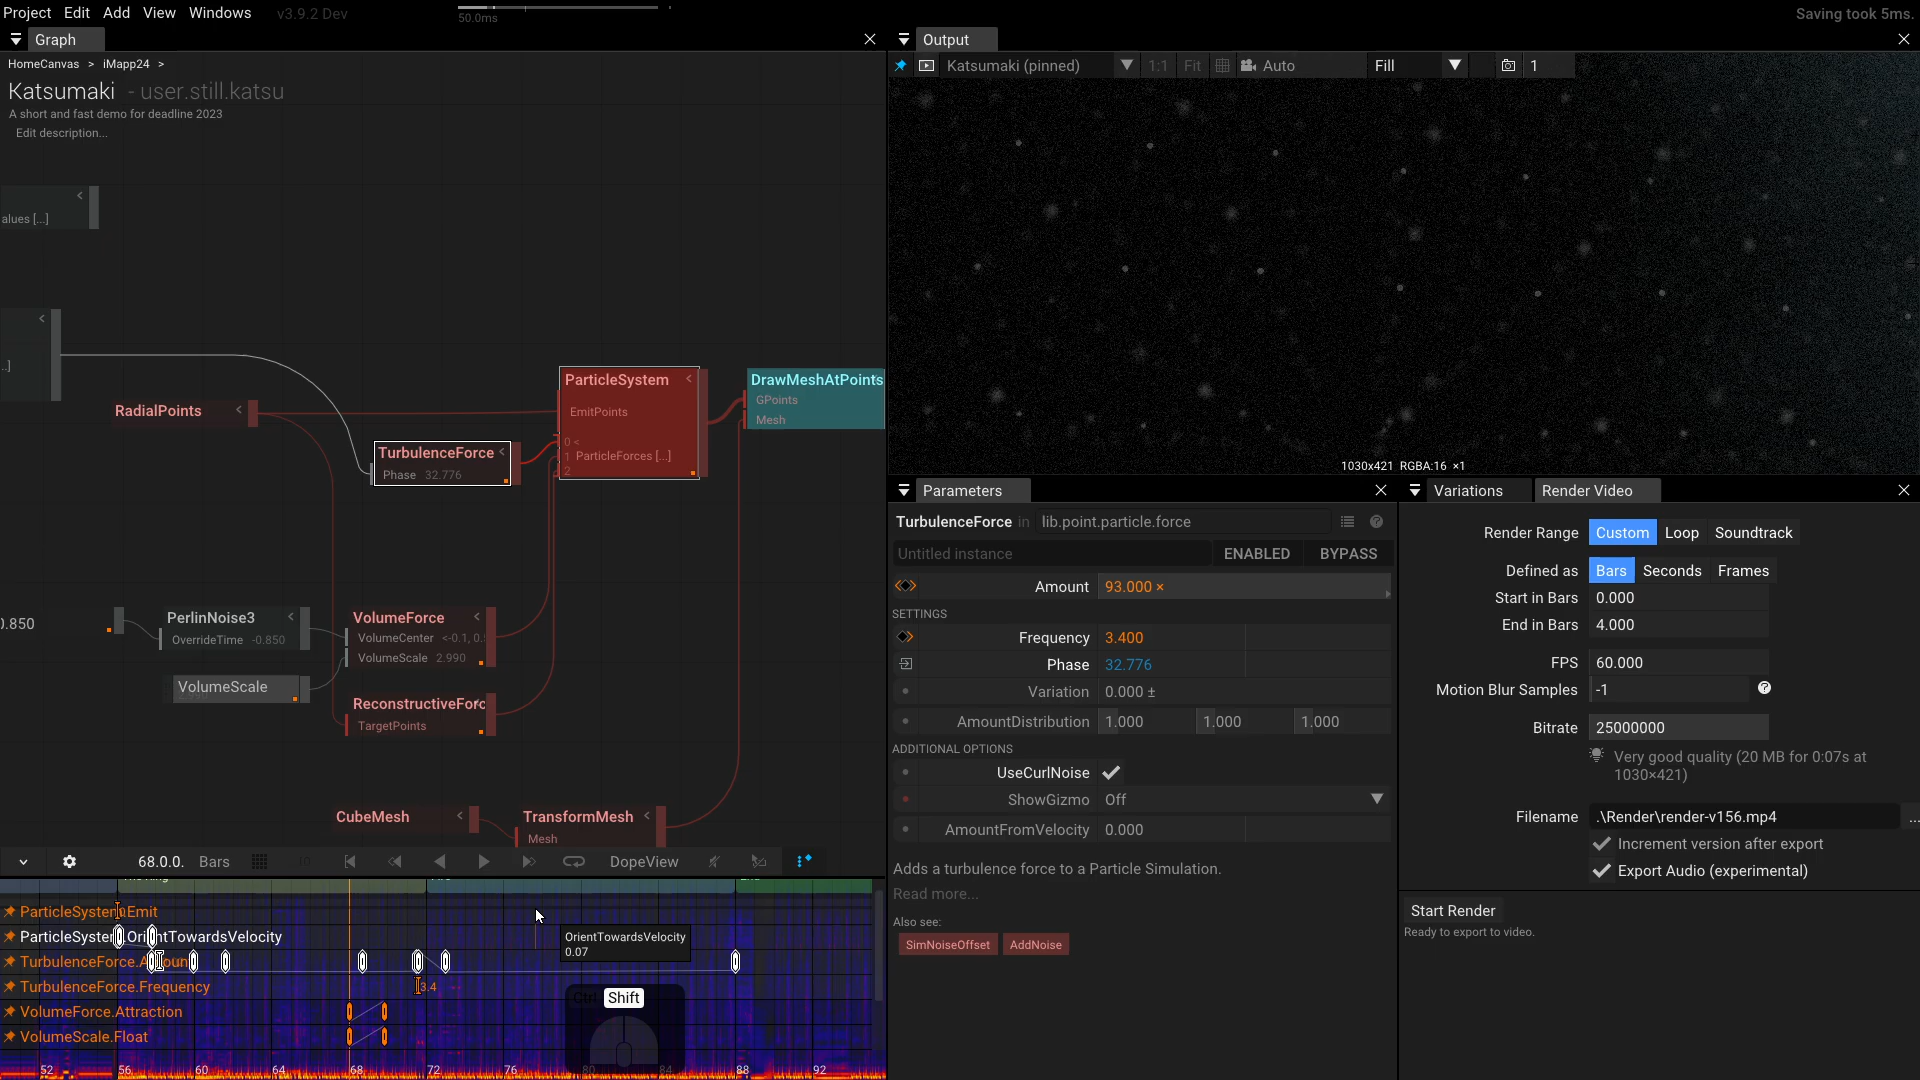 Project Edit Add View Windows v3.9.2 Dev
50.0ms
Saving took 5ms.
Graph
HomeCanvas > iMapp24 >
Katsumaki - user.still.katsu
A short and fast demo for deadline 2023
Edit description...
alues [...]
..]
RadialPoints
TurbulenceForce
Phase 32.776
ParticleSystem
EmitPoints
0 <
1 ParticleForces [...]
2
DrawMeshAtPoints
GPoints
Mesh
0.850
PerlinNoise3
OverrideTime -0.850
VolumeForce
VolumeCenter <-0.1, 0.
VolumeScale 2.990
VolumeScale
ReconstructiveForc
TargetPoints
CubeMesh
TransformMesh
Mesh
68.0.0. Bars 10 DopeView
ParticleSystem.Emit
ParticleSystem.OrientTowardsVelocity
TurbulenceForce.Amount
TurbulenceForce.Frequency
3.4
VolumeForce.Attraction
VolumeScale.Float
OrientTowardsVelocity
0.07
Ctrl Shift
52 56 60 64 68 72 76 80 84 88 92
Output
Katsumaki (pinned) 1:1 Fit Auto Fill 1
1030x421 RGBA:16 ×1
Parameters
TurbulenceForce in lib.point.particle.force
Untitled instance ENABLED BYPASS
Amount 93.000 ×
SETTINGS
Frequency 3.400
Phase 32.776
Variation 0.000 ±
AmountDistribution 1.000 1.000 1.000
ADDITIONAL OPTIONS
UseCurlNoise
ShowGizmo Off
AmountFromVelocity 0.000
Adds a turbulence force to a Particle Simulation.
Read more...
Also see:
SimNoiseOffset AddNoise
Variations Render Video
Render Range Custom Loop Soundtrack
Defined as Bars Seconds Frames
Start in Bars 0.000
End in Bars 4.000
FPS 60.000
Motion Blur Samples -1
Bitrate 25000000
Very good quality (20 MB for 0:07s at
1030×421)
Filename .\Render\render-v156.mp4 ...
Increment version after export
Export Audio (experimental)
Start Render
Ready to export to video.